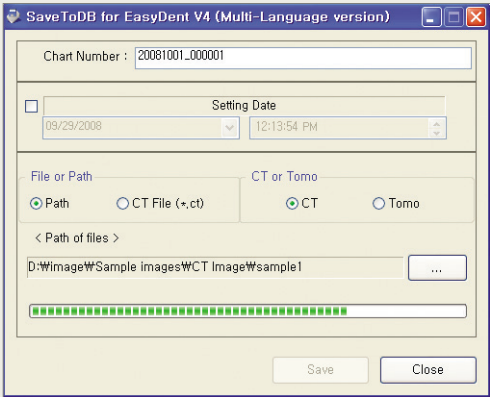 SaveToDB for EasyDent V4 (Multi-Language version)
Chart Number : 20081001_000001
Setting Date
09/29/2008 12:13:54 PM
File or Path CT or Tomo
Path CT File (*.ct) CT Tomo
< Path of files >
D:₩image₩Sample images₩CT Image₩sample1 ...
Save Close